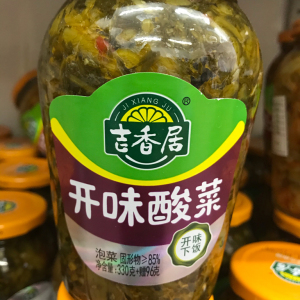 JI XIANG JU
吉香居®
开味酸菜
开味
下饭
泡菜 固形物≥85%
净含量:330克+赠96克